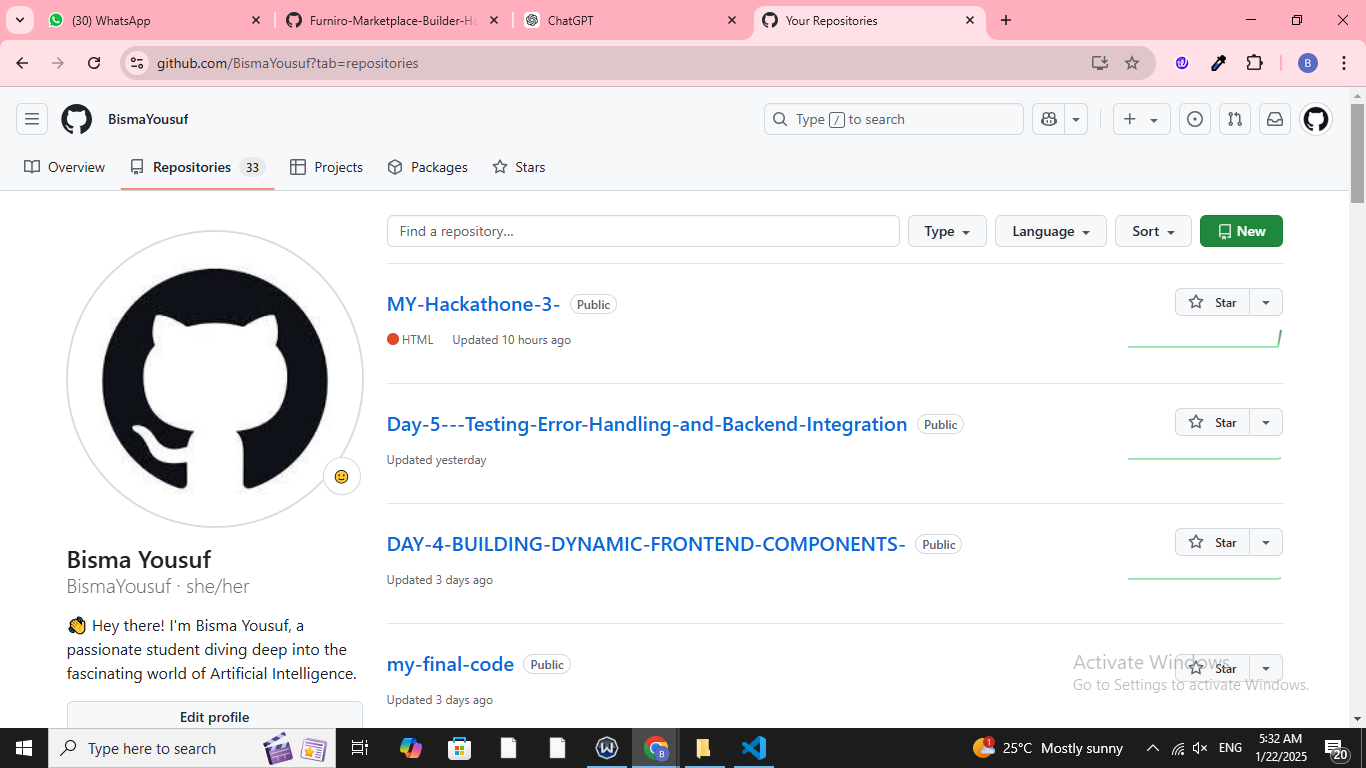 (30) WhatsApp
Furniro-Marketplace-Builder-Ha
ChatGPT
Your Repositories
github.com/BismaYousuf?tab=repositories
B
BismaYousuf
Type / to search
Overview
Repositories 33
Projects
Packages
Stars
Find a repository...
Type
Language
Sort
New
MY-Hackathone-3-
Public
Star
HTML
Updated 10 hours ago
Day-5---Testing-Error-Handling-and-Backend-Integration
Public
Star
Updated yesterday
DAY-4-BUILDING-DYNAMIC-FRONTEND-COMPONENTS-
Public
Star
Updated 3 days ago
my-final-code
Public
Star
Updated 3 days ago
Bisma Yousuf
BismaYousuf · she/her
👋 Hey there! I'm Bisma Yousuf, a
passionate student diving deep into the
fascinating world of Artificial Intelligence.
Edit profile
Activate Windows
Go to Settings to activate Windows.
Type here to search
B
1
25°C Mostly sunny
ENG
5:32 AM
1/22/2025
20